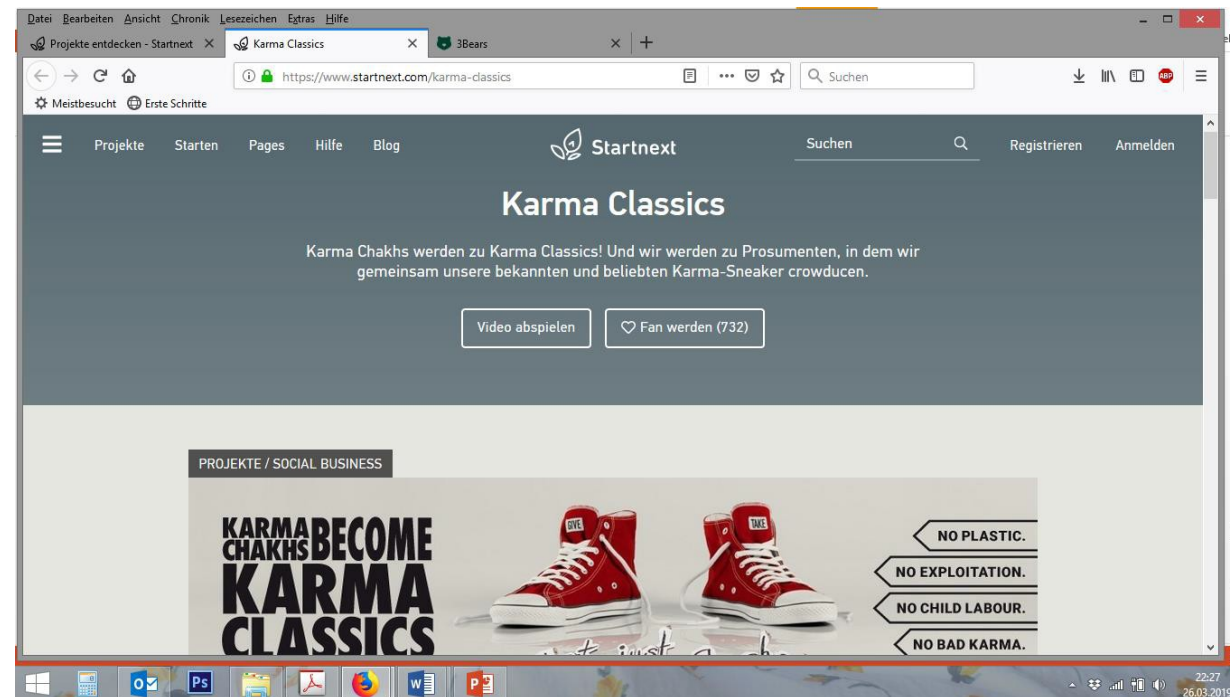 Datei Bearbeiten Ansicht Chronik Lesezeichen Extras Hilfe
Projekte entdecken - Startnext
Karma Classics
3Bears
https://www.startnext.com/karma-classics
Suchen
ABP
Meistbesucht Erste Schritte
Projekte Starten Pages Hilfe Blog
Startnext
Suchen
Registrieren Anmelden
Karma Classics
Karma Chakhs werden zu Karma Classics! Und wir werden zu Prosumenten, in dem wir
gemeinsam unsere bekannten und beliebten Karma-Sneaker crowducen.
Video abspielen
Fan werden (732)
PROJEKTE / SOCIAL BUSINESS
KARMA CHAKHS BECOME
KARMA
CLASSICS
GIVE
TAKE
not just a
NO PLASTIC.
NO EXPLOITATION.
NO CHILD LABOUR.
NO BAD KARMA.
Ps
22:27